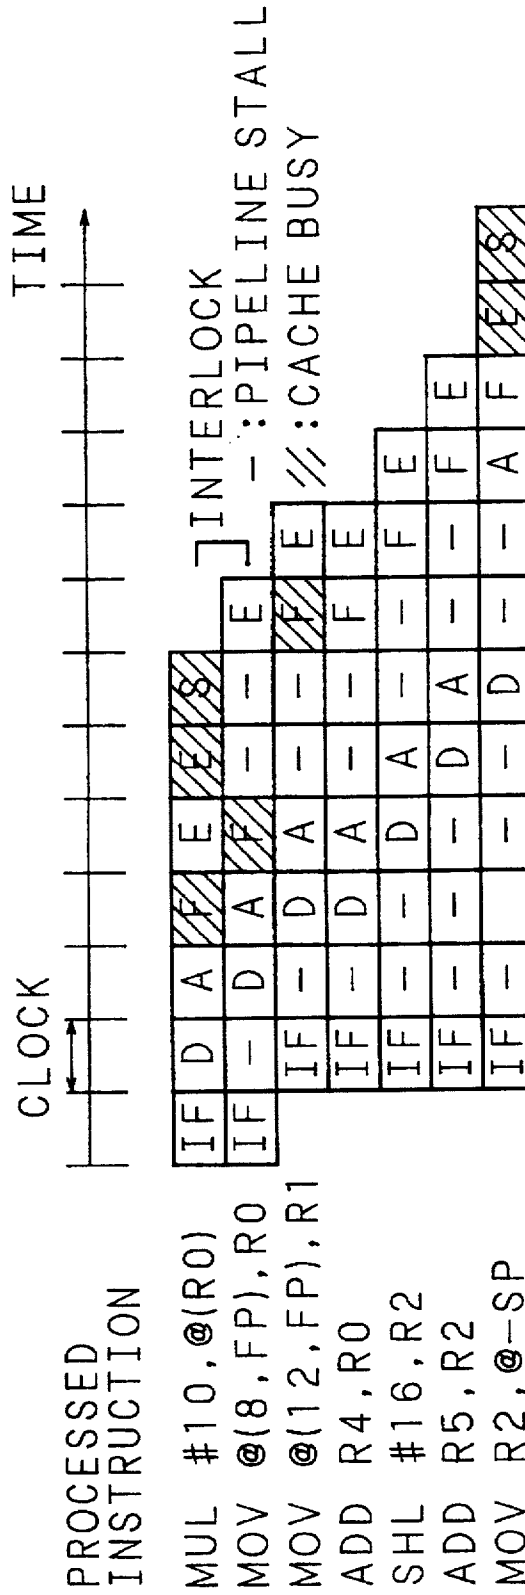 CLOCK TIME
PROCESSED
INSTRUCTION
MUL #10,@(R0) IF D A F E E S
MOV @(8,FP),R0 IF – D A F – – E
MOV @(12,FP),R1 IF – D A – – F E
ADD R4,R0 IF – D A – – F E
SHL #16,R2 IF – – D A – – F E
ADD R5,R2 IF – – – D A – – F E
MOV R2,@–SP IF – – D – – A F E S
INTERLOCK
– :PIPELINE STALL
// :CACHE BUSY